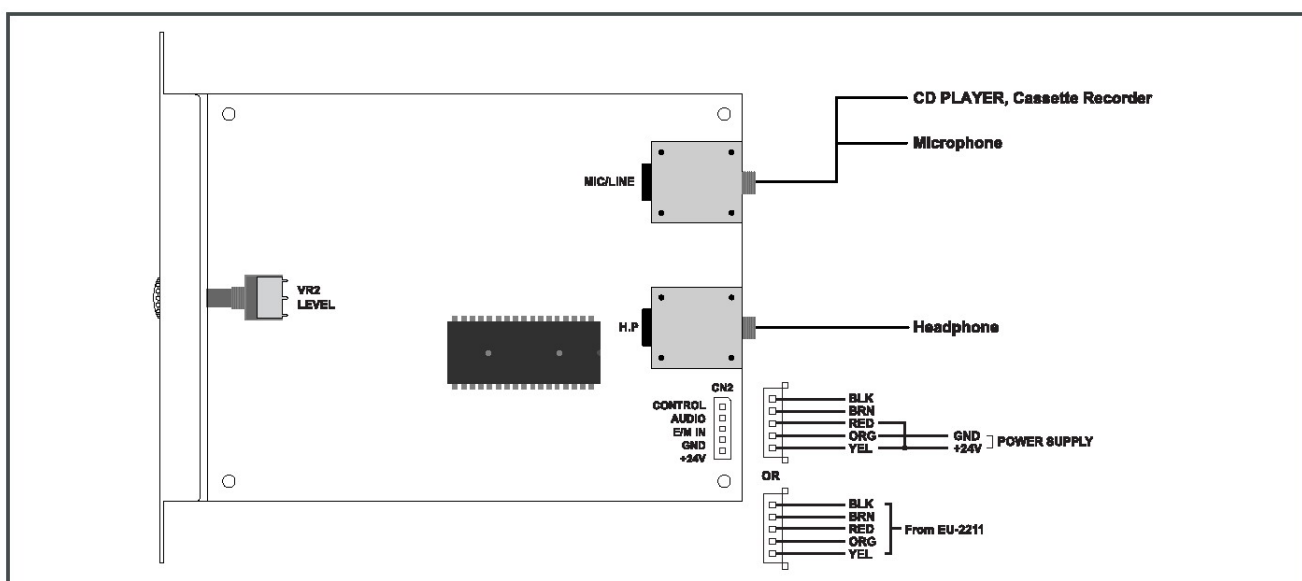 CD PLAYER, Cassette Recorder
Microphone
MIC/LINE
VR2
LEVEL
H.P
Headphone
CN2
CONTROL
AUDIO
E/M IN
GND
+24V
BLK
BRN
RED
ORG
YEL
GND
+24V
POWER SUPPLY
OR
BLK
BRN
RED
ORG
YEL
From EU-2211